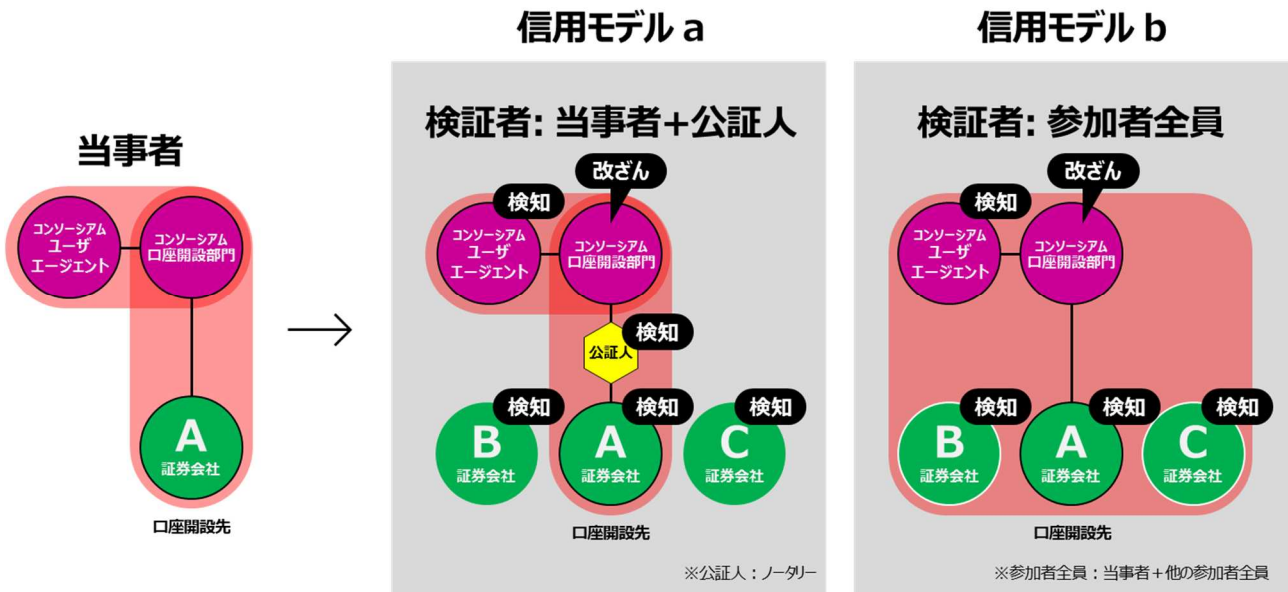 信用モデル a
信用モデル b
当事者
コンソーシアム
ユーザ
エージェント
コンソーシアム
口座開設部門
A
証券会社
口座開設先
検証者: 当事者+公証人
改ざん
検知
コンソーシアム
ユーザ
エージェント
コンソーシアム
口座開設部門
公証人
検知
検知
検知
検知
B
証券会社
A
証券会社
C
証券会社
口座開設先
※公証人：ノータリー
検証者: 参加者全員
改ざん
検知
コンソーシアム
ユーザ
エージェント
コンソーシアム
口座開設部門
検知
検知
検知
B
証券会社
A
証券会社
C
証券会社
口座開設先
※参加者全員：当事者＋他の参加者全員